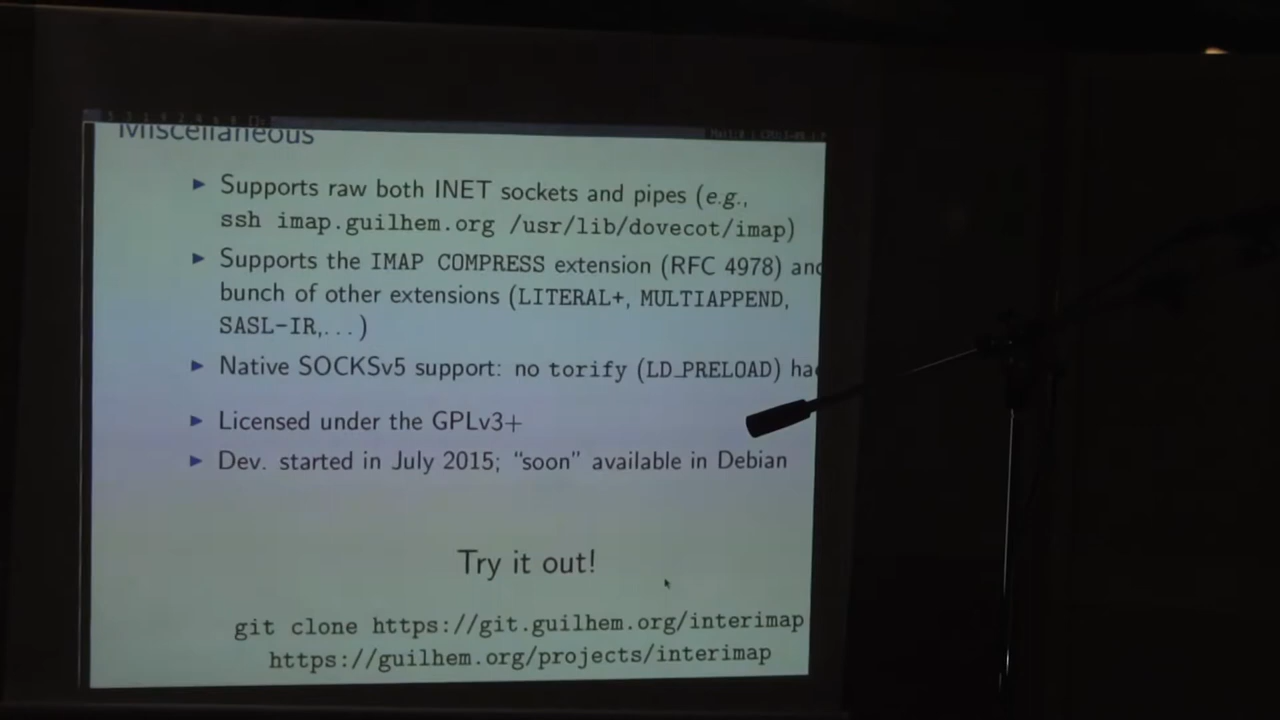 Miscellaneous
▶ Supports raw both INET sockets and pipes (e.g.,
ssh imap.guilhem.org /usr/lib/dovecot/imap)
▶ Supports the IMAP COMPRESS extension (RFC 4978) and
bunch of other extensions (LITERAL+, MULTIAPPEND,
SASL-IR,...)
▶ Native SOCKSv5 support: no torify (LD_PRELOAD)
▶ Licensed under the GPLv3+
▶ Dev. started in July 2015; “soon” available in Debian
Try it out!
git clone https://git.guilhem.org/interimap
https://guilhem.org/projects/interimap